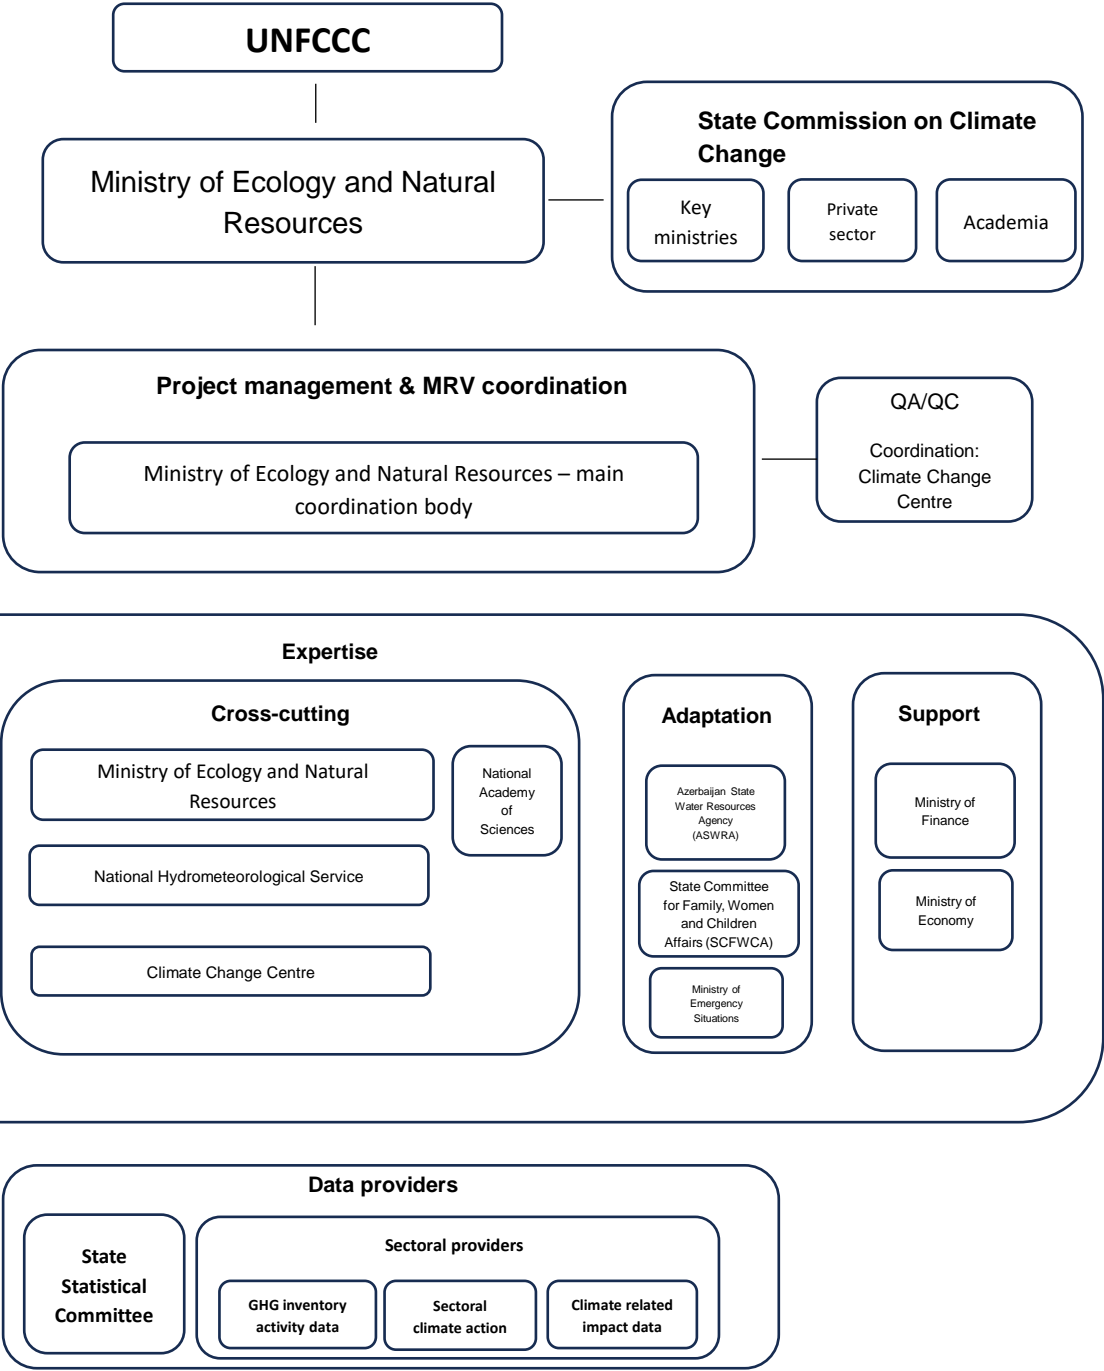 UNFCCC
State Commission on Climate
Change
Ministry of Ecology and Natural
Resources
Key
ministries
Private
sector
Academia
Project management & MRV coordination
Ministry of Ecology and Natural Resources – main
coordination body
QA/QC
Coordination:
Climate Change
Centre
Expertise
Cross-cutting
Ministry of Ecology and Natural
Resources
National
Academy
of
Sciences
National Hydrometeorological Service
Climate Change Centre
Adaptation
Azerbaijan State
Water Resources
Agency
(ASWRA)
State Committee
for Family, Women
and Children
Affairs (SCFWCA)
Ministry of
Emergency
Situations
Support
Ministry of
Finance
Ministry of
Economy
Data providers
State
Statistical
Committee
Sectoral providers
GHG inventory
activity data
Sectoral
climate action
Climate related
impact data